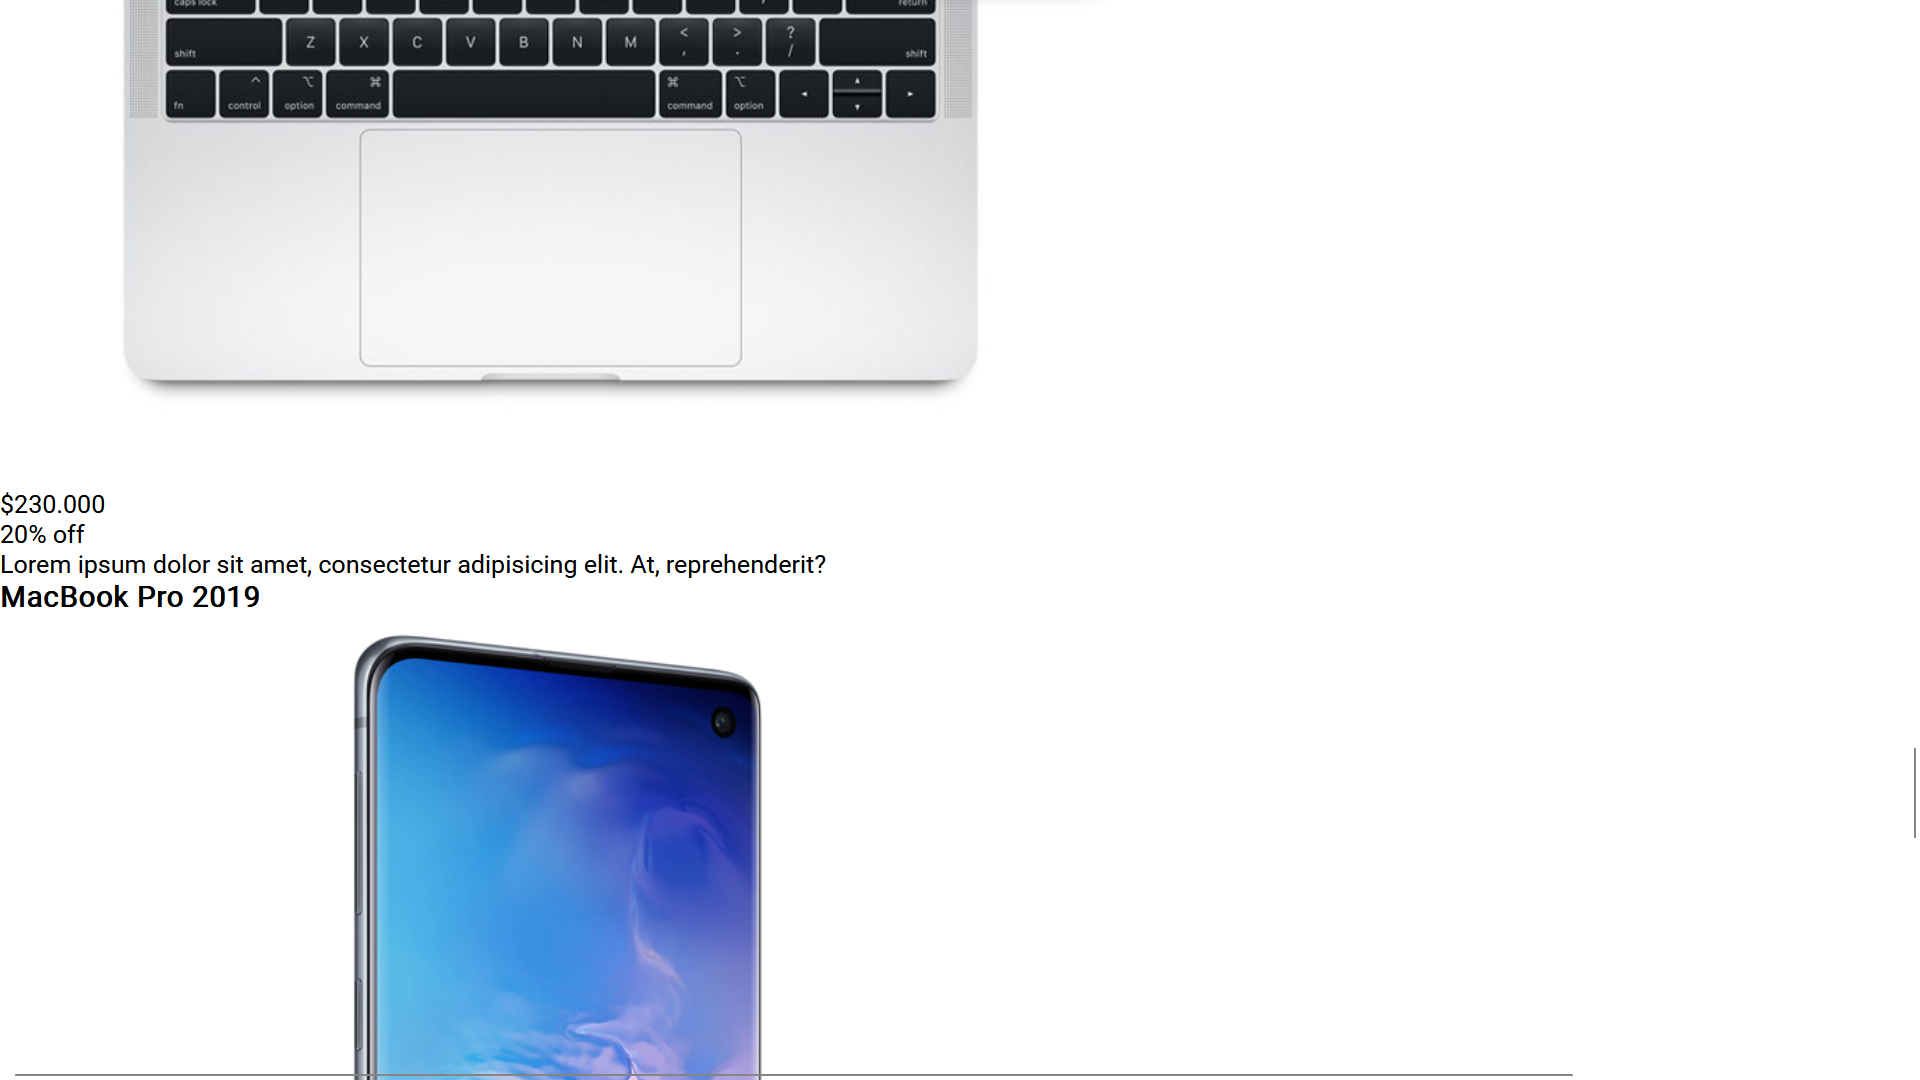 caps lock return
shift Z X C V B N M < , > . ? / shift
fn control option command command option
$230.000
20% off
Lorem ipsum dolor sit amet, consectetur adipisicing elit. At, reprehenderit?
MacBook Pro 2019